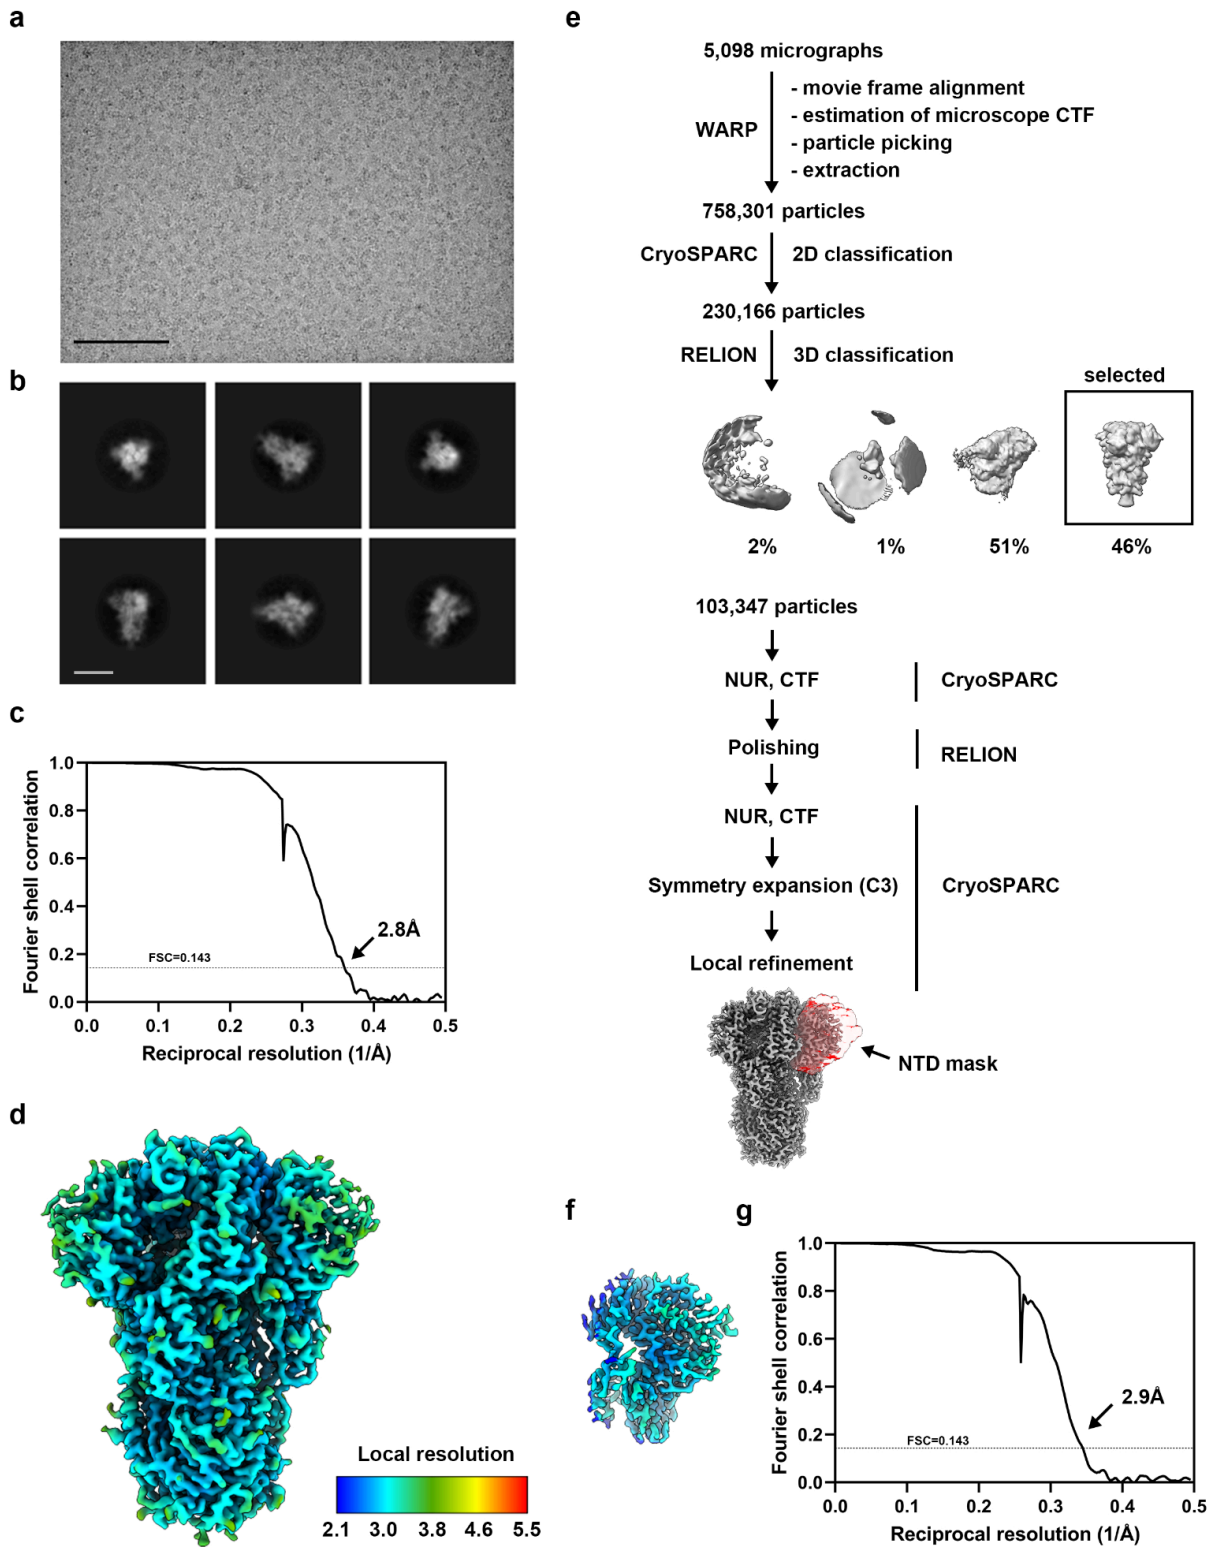 a
b
c
1.0
0.8
0.6
0.4
0.2
0.0
Fourier shell correlation
FSC=0.143
2.8Å
0.0 0.1 0.2 0.3 0.4 0.5
Reciprocal resolution (1/Å)
d
Local resolution
2.1 3.0 3.8 4.6 5.5
e
5,098 micrographs
WARP
- movie frame alignment
- estimation of microscope CTF
- particle picking
- extraction
758,301 particles
CryoSPARC 2D classification
230,166 particles
RELION 3D classification
selected
2% 1% 51% 46%
103,347 particles
NUR, CTF CryoSPARC
Polishing RELION
NUR, CTF
Symmetry expansion (C3) CryoSPARC
Local refinement
NTD mask
f
g
1.0
0.8
0.6
0.4
0.2
0.0
Fourier shell correlation
FSC=0.143
2.9Å
0.0 0.1 0.2 0.3 0.4 0.5
Reciprocal resolution (1/Å)